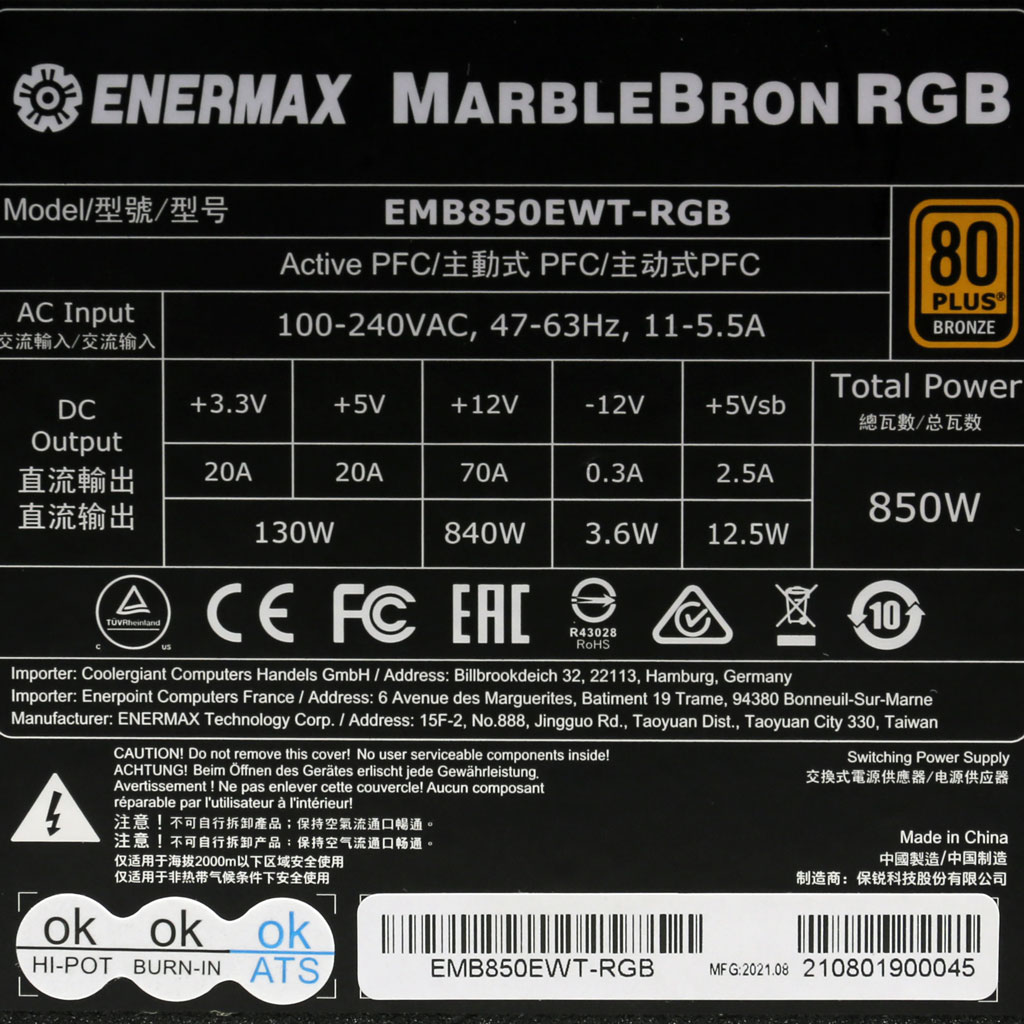 ENERMAX MARBLEBRON RGB
Model/型號/型号 EMB850EWT-RGB
Active PFC/主動式 PFC/主动式PFC
80 PLUS® BRONZE
AC Input 100-240VAC, 47-63Hz, 11-5.5A
交流輸入/交流输入
DC Output +3.3V +5V +12V -12V +5Vsb Total Power
總瓦數/总瓦数
直流輸出 20A 20A 70A 0.3A 2.5A 850W
直流输出 130W 840W 3.6W 12.5W
TÜVRheinland
C US
CE FC EAC
R43028
RoHS
10
Importer: Coolergiant Computers Handels GmbH / Address: Billbrookdeich 32, 22113, Hamburg, Germany
Importer: Enerpoint Computers France / Address: 6 Avenue des Marguerites, Batiment 19 Trame, 94380 Bonneuil-Sur-Marne
Manufacturer: ENERMAX Technology Corp. / Address: 15F-2, No.888, Jingguo Rd., Taoyuan Dist., Taoyuan City 330, Taiwan
CAUTION! Do not remove this cover! No user serviceable components inside!
ACHTUNG! Beim Öffnen des Gerätes erlischt jede Gewährleistung.
Avertissement ! Ne pas enlever cette couvercle! Aucun composant
réparable par l'utilisateur à l'intérieur!
注意！不可自行拆卸產品；保持空氣流通口暢通。
注意！不可自行拆卸产品；保持空气流通口畅通。
仅适用于海拔2000m以下区域安全使用
仅适用于非热带气候条件下安全使用
Switching Power Supply
交換式電源供應器/电源供应器
Made in China
中國製造/中国制造
制造商：保锐科技股份有限公司
ok HI-POT
ok BURN-IN
ok ATS
EMB850EWT-RGB
MFG:2021.08
210801900045